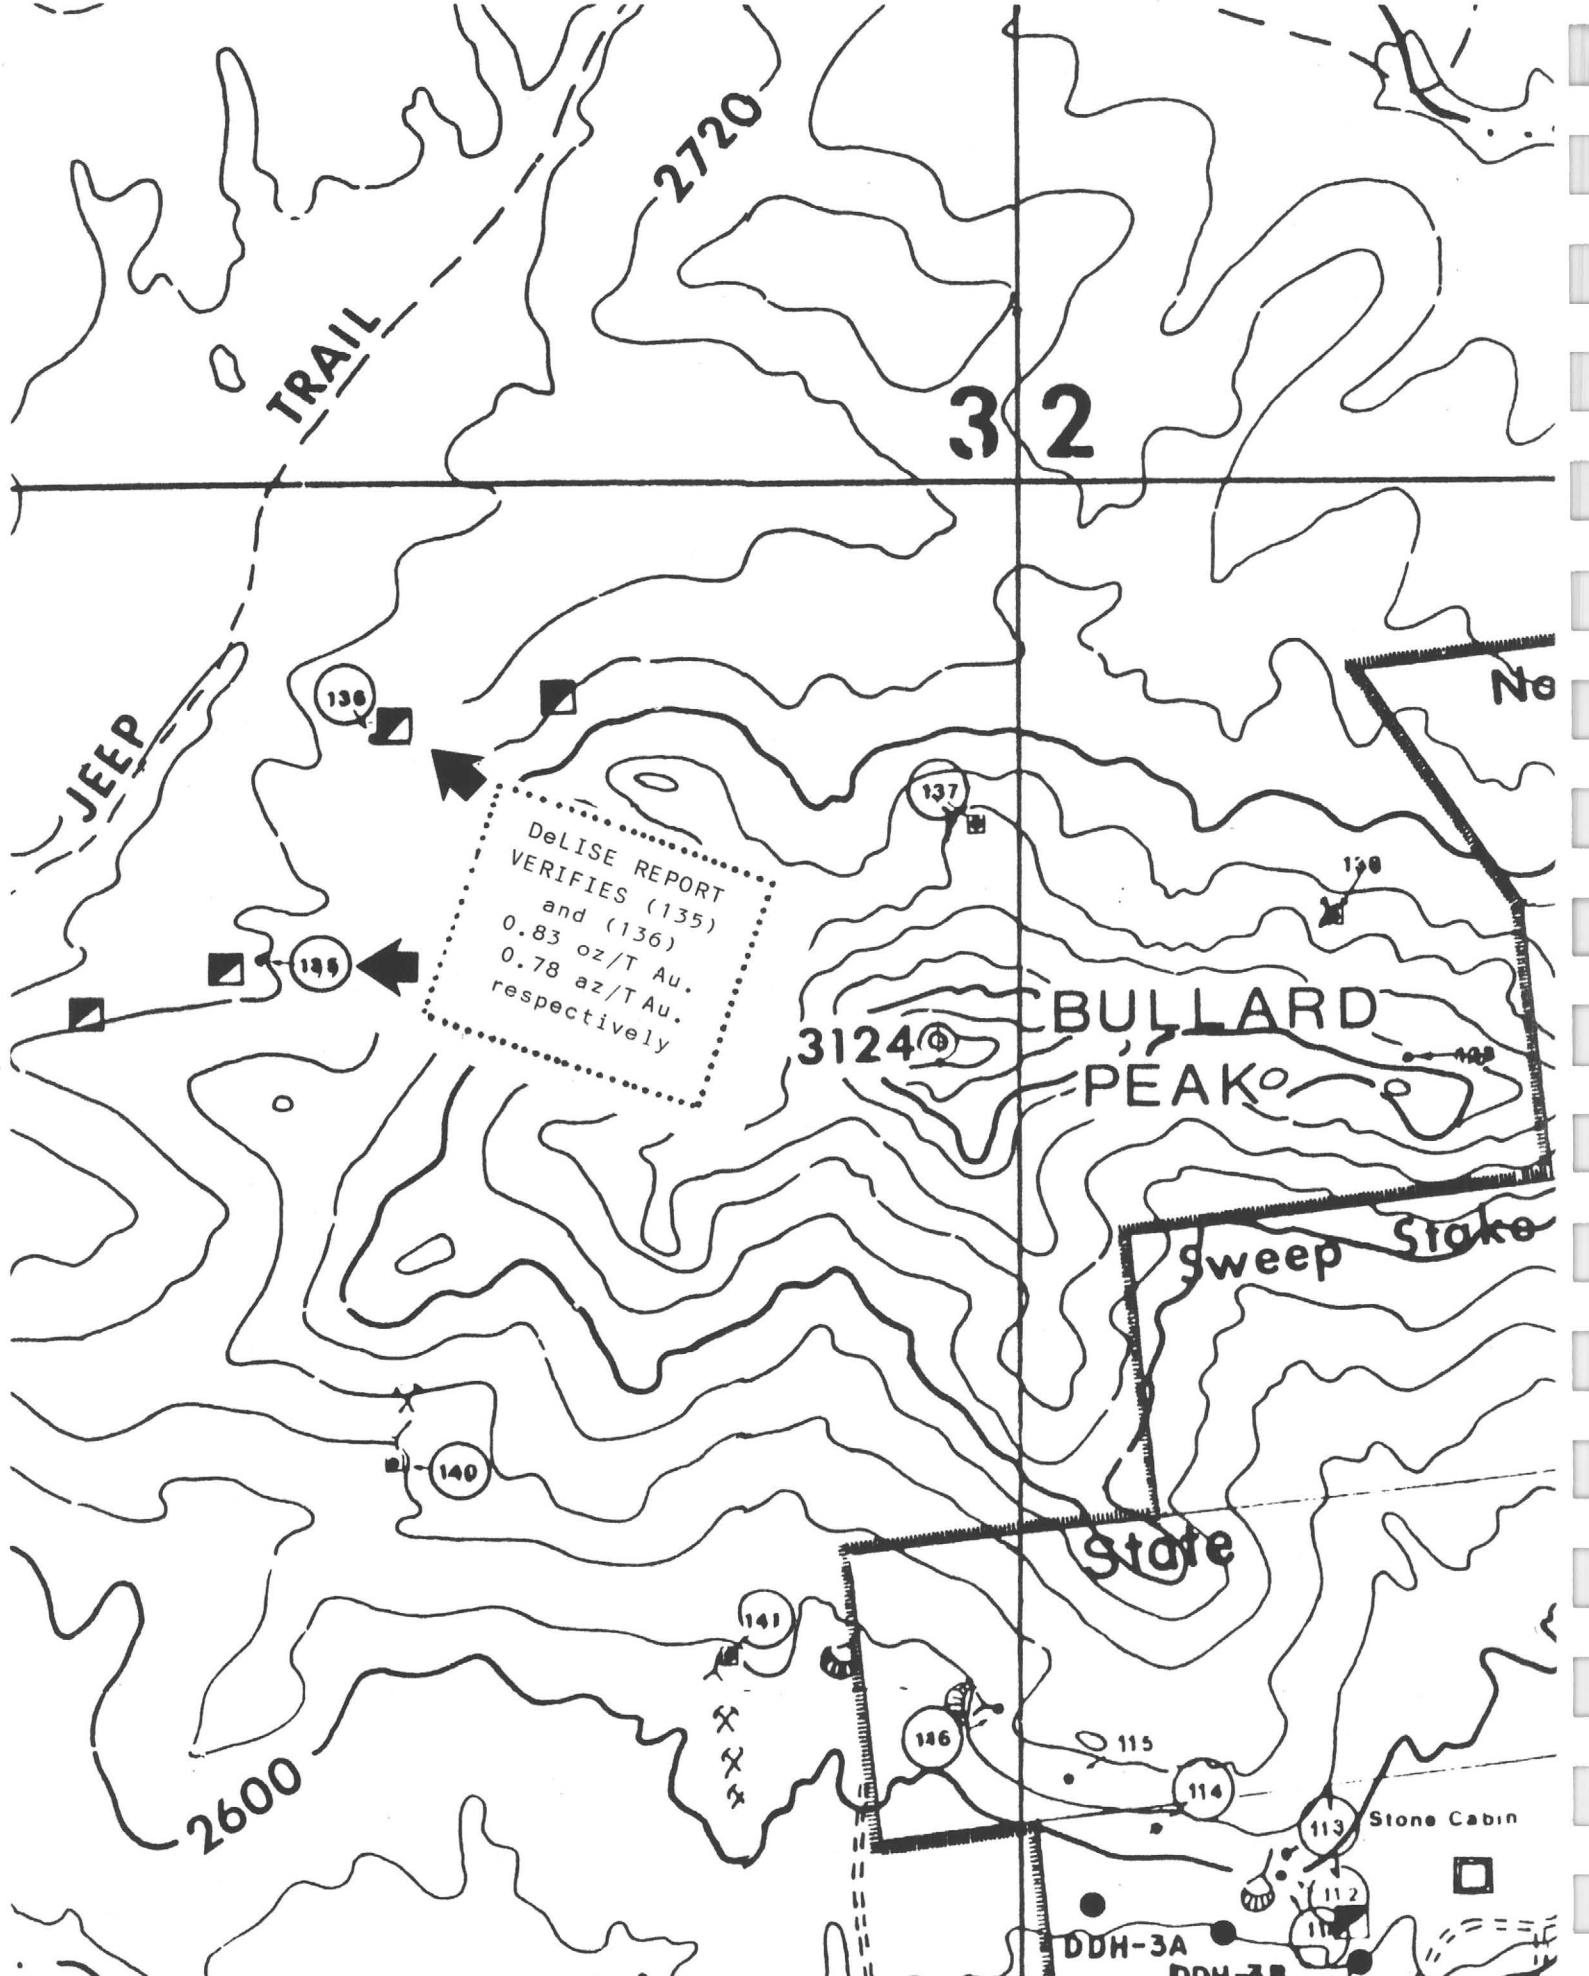 2720
TRAIL
32
No
136
JEEP
137
DeLISE REPORT
VERIFIES (135)
and (136)
0.83 oz/T Au.
0.78 az/T Au.
respectively
135
BULLARD
3124
PEAK
Sweep Stake
140
State
141
146
115
114
2600
113
Stone Cabin
112
DDH-3A